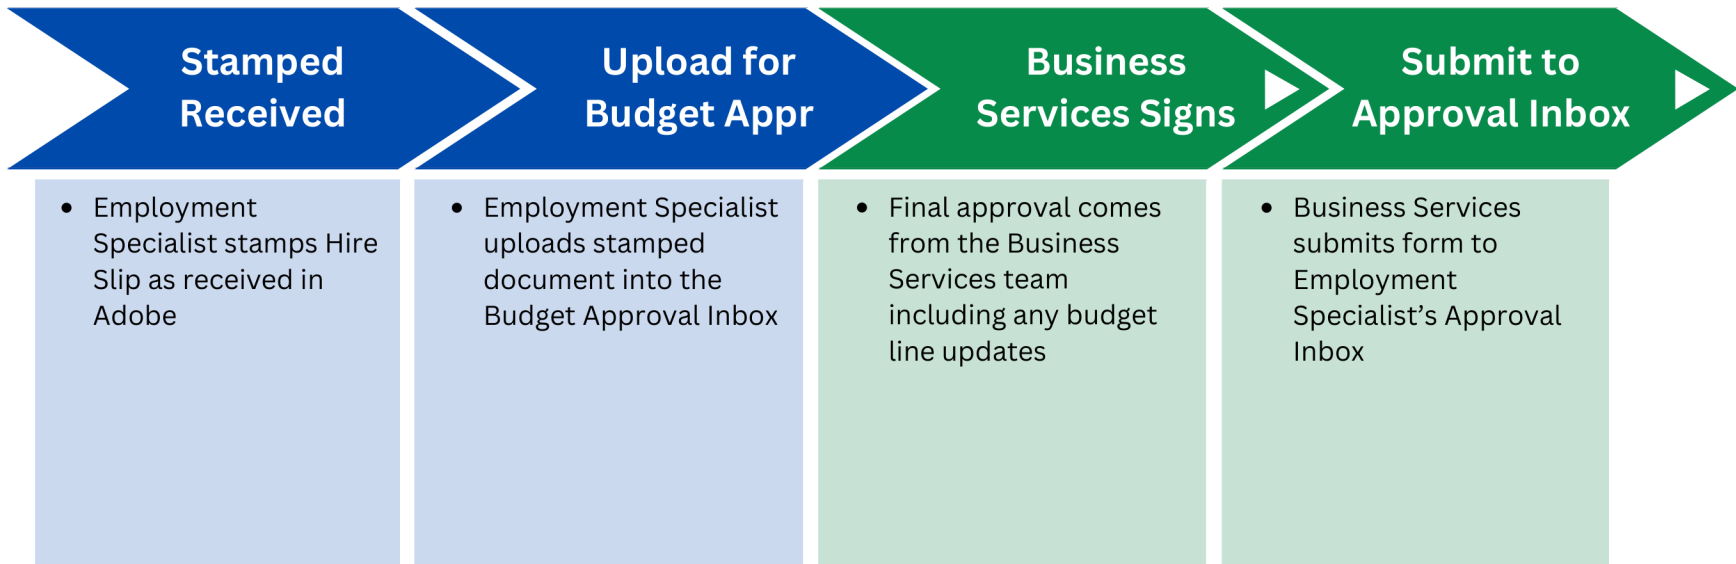 Stamped
Received
Upload for
Budget Appr
Business
Services Signs
Submit to
Approval Inbox
• Employment
Specialist stamps Hire
Slip as received in
Adobe
• Employment Specialist
uploads stamped
document into the
Budget Approval Inbox
• Final approval comes
from the Business
Services team
including any budget
line updates
• Business Services
submits form to
Employment
Specialist’s Approval
Inbox